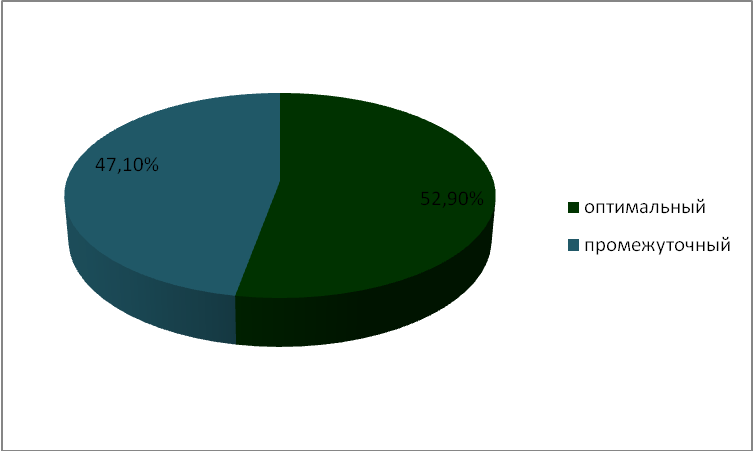 47,10%
52,90%
оптимальный
промежуточный